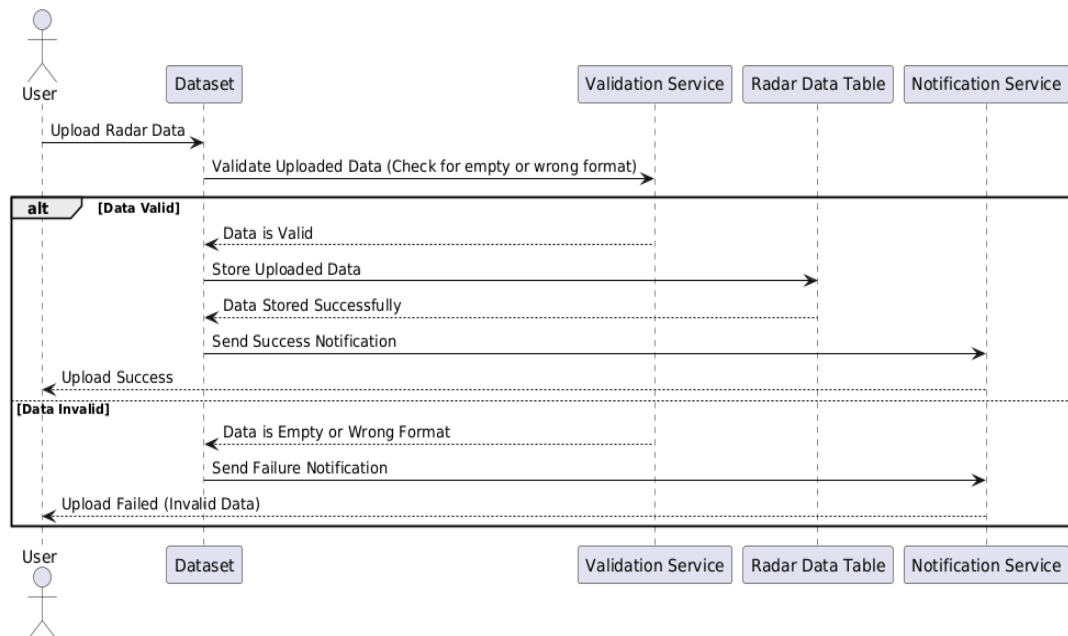 User
Dataset
Validation Service
Radar Data Table
Notification Service
Upload Radar Data
Validate Uploaded Data (Check for empty or wrong format)
alt
[Data Valid]
Data is Valid
Store Uploaded Data
Data Stored Successfully
Send Success Notification
Upload Success
[Data Invalid]
Data is Empty or Wrong Format
Send Failure Notification
Upload Failed (Invalid Data)
User
Dataset
Validation Service
Radar Data Table
Notification Service